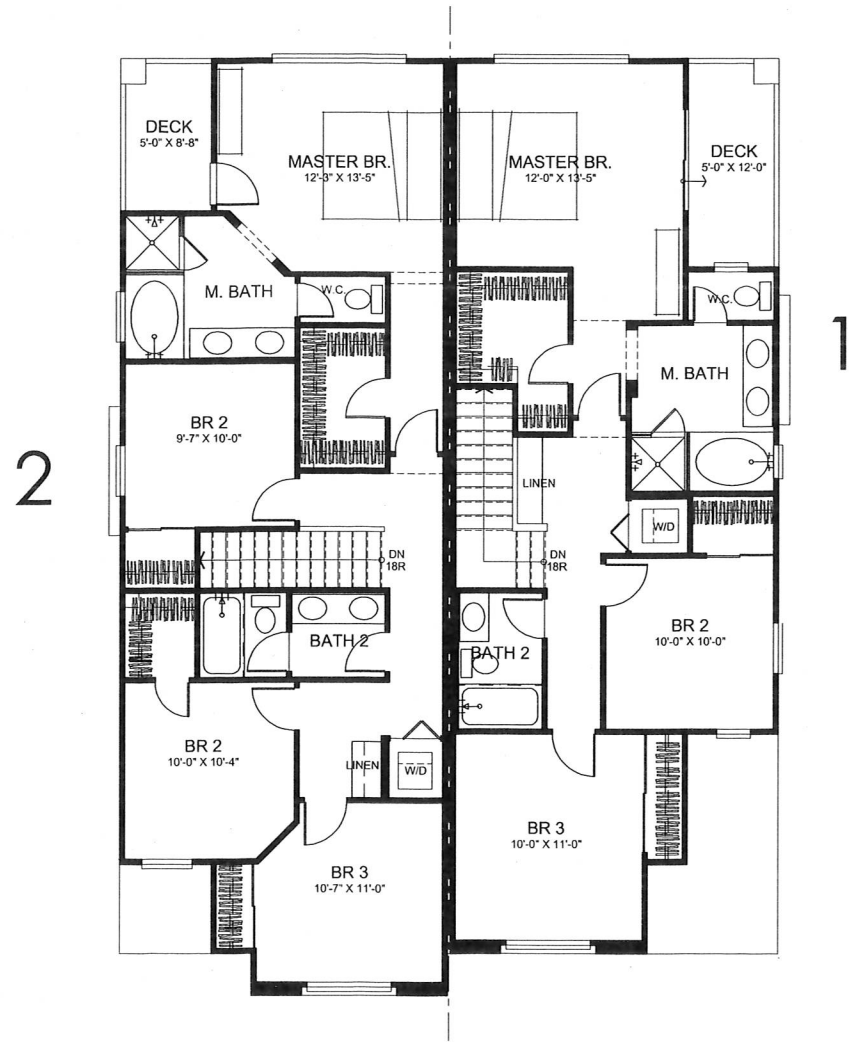 DECK
5'-0" X 8'-8"
MASTER BR.
12'-3" X 13'-5"
M. BATH
W.C.
BR 2
9'-7" X 10'-0"
2
DN
18R
BATH 2
BR 2
10'-0" X 10'-4"
LINEN
W/D
BR 3
10'-7" X 11'-0"
MASTER BR.
12'-0" X 13'-5"
DECK
5'-0" X 12'-0"
W.C.
1
M. BATH
LINEN
W/D
DN
18R
BR 2
10'-0" X 10'-0"
BATH 2
BR 3
10'-0" X 11'-0"